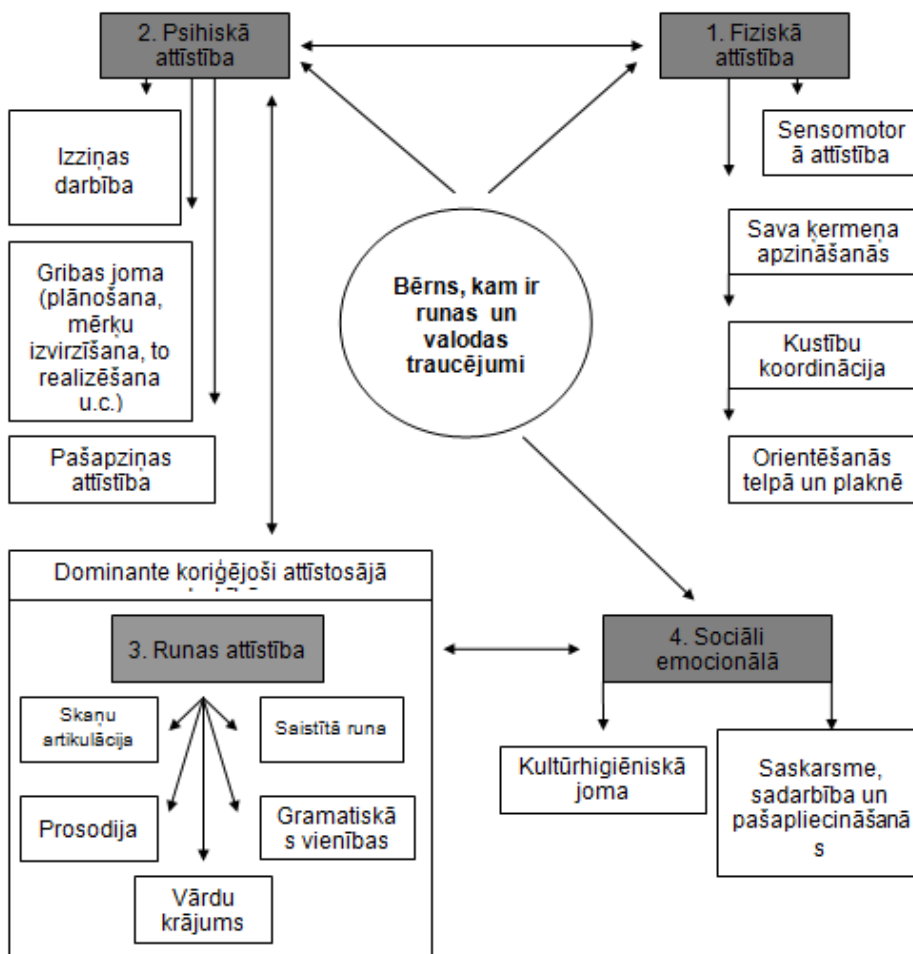 2. Psihiskā
attīstība
1. Fiziskā
attīstība
Izziņas
darbība
Gribas joma
(plānošana,
mērķu
izvirzīšana, to
realizēšana
u.c.)
Pašapziņas
attīstība
Sensomotor
ā attīstība
Sava ķermeņa
apzināšanās
Kustību
koordinācija
Orientēšanās
telpā un plaknē
Bērns, kam ir
runas un
valodas
traucējumi
Dominante koriģējoši attīstosājā
3. Runas attīstība
Skaņu
artikulācija
Saistītā runa
Prosodija
Gramatiskā
s vienības
Vārdu
krājums
4. Sociāli
emocionālā
Kultūrhigiēniskā
joma
Saskarsme,
sadarbība un
pašapliecināšanā
s